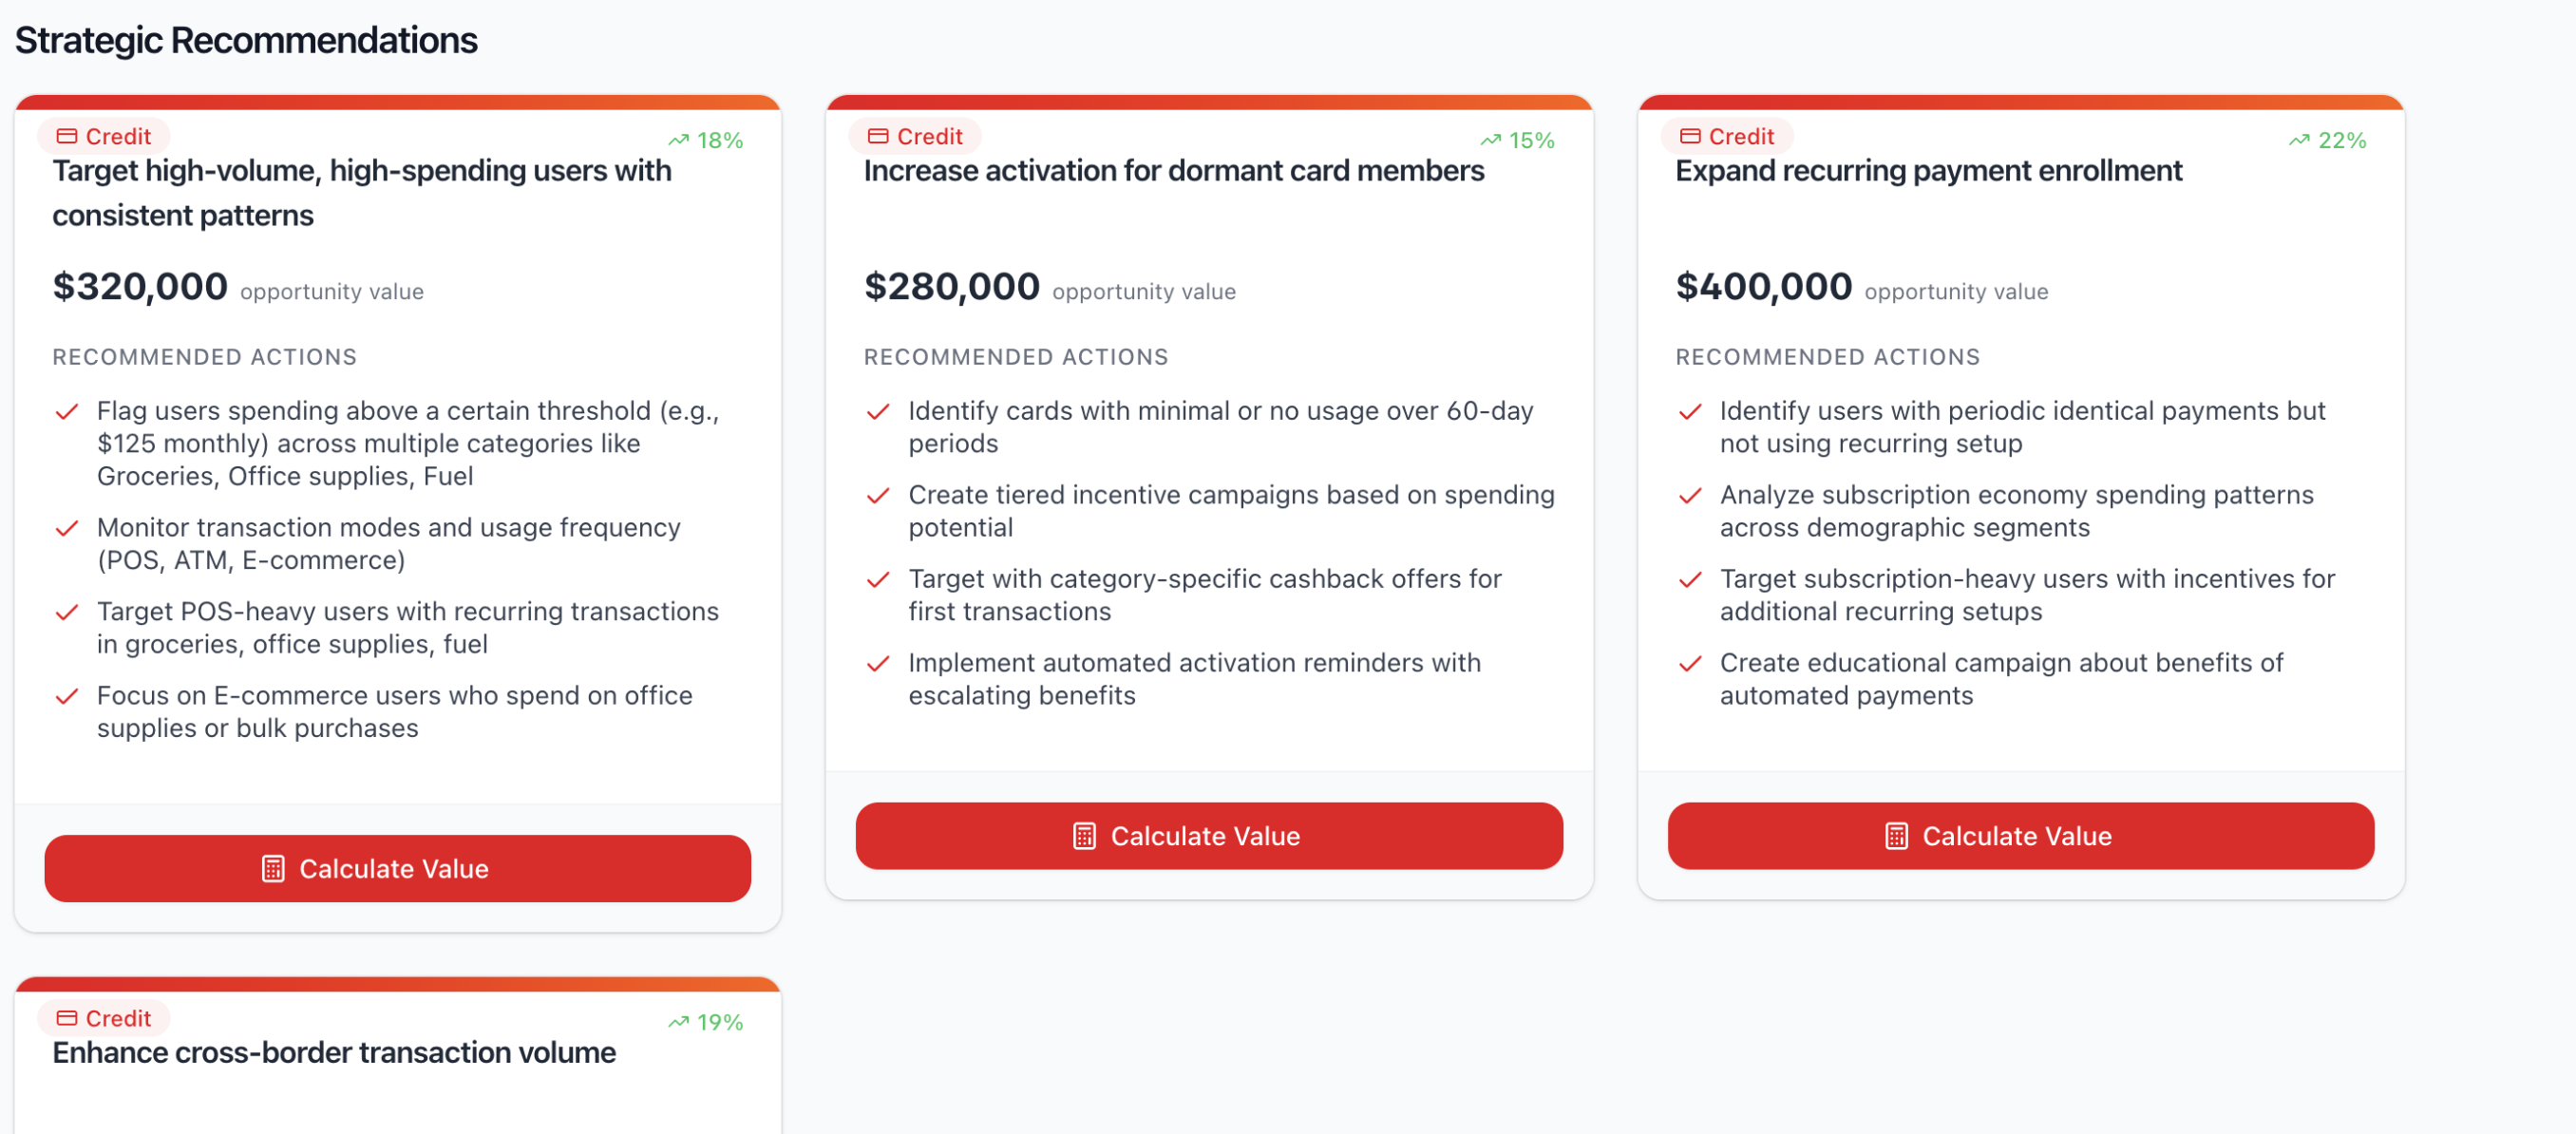 Strategic Recommendations
Credit
18%
Target high-volume, high-spending users with
consistent patterns
$320,000 opportunity value
RECOMMENDED ACTIONS
Flag users spending above a certain threshold (e.g.,
$125 monthly) across multiple categories like
Groceries, Office supplies, Fuel
Monitor transaction modes and usage frequency
(POS, ATM, E-commerce)
Target POS-heavy users with recurring transactions
in groceries, office supplies, fuel
Focus on E-commerce users who spend on office
supplies or bulk purchases
Calculate Value
Credit
15%
Increase activation for dormant card members
$280,000 opportunity value
RECOMMENDED ACTIONS
Identify cards with minimal or no usage over 60-day
periods
Create tiered incentive campaigns based on spending
potential
Target with category-specific cashback offers for
first transactions
Implement automated activation reminders with
escalating benefits
Calculate Value
Credit
22%
Expand recurring payment enrollment
$400,000 opportunity value
RECOMMENDED ACTIONS
Identify users with periodic identical payments but
not using recurring setup
Analyze subscription economy spending patterns
across demographic segments
Target subscription-heavy users with incentives for
additional recurring setups
Create educational campaign about benefits of
automated payments
Calculate Value
Credit
19%
Enhance cross-border transaction volume